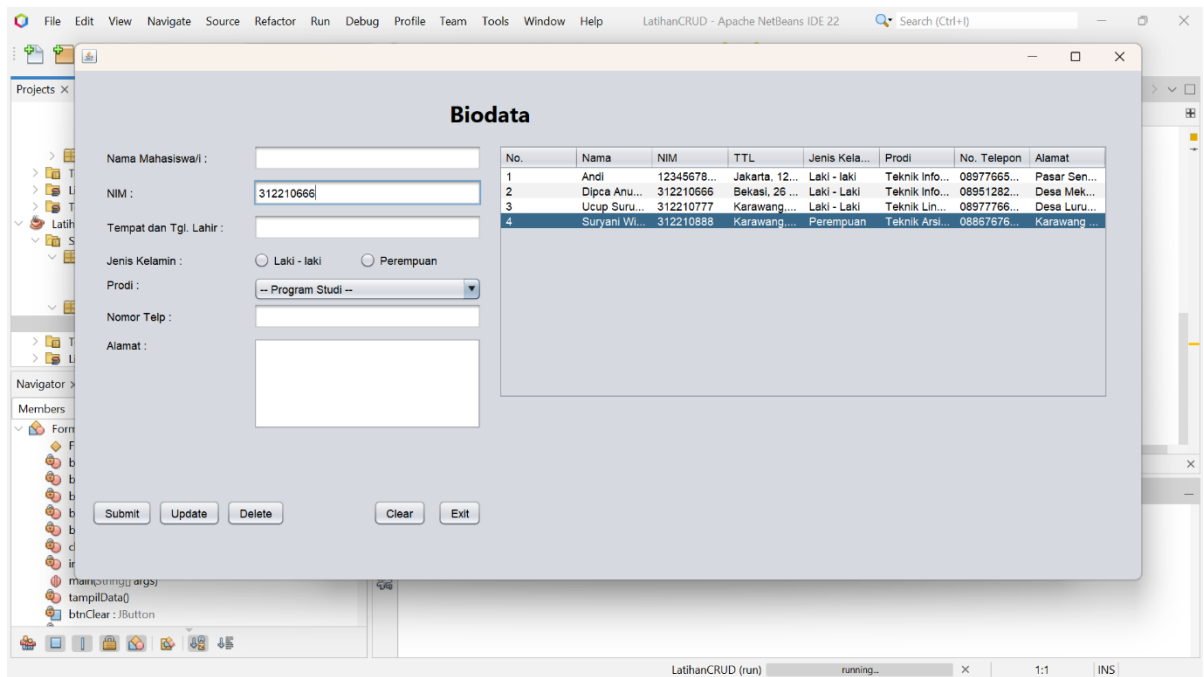 File Edit View Navigate Source Refactor Run Debug Profile Team Tools Window Help LatihanCRUD - Apache NetBeans IDE 22 Search (Ctrl+I)
Projects
Biodata
Nama Mahasiswa/i :
NIM : 312210666
Tempat dan Tgl. Lahir :
Jenis Kelamin : Laki - laki Perempuan
Prodi : -- Program Studi --
Nomor Telp :
Alamat :
No. Nama NIM TTL Jenis Kela... Prodi No. Telepon Alamat
1 Andi 12345678... Jakarta, 12... Laki - laki Teknik Info... 08977665... Pasar Sen...
2 Dipca Anu... 312210666 Bekasi, 26 ... Laki - Laki Teknik Info... 08951282... Desa Mek...
3 Ucup Suru... 312210777 Karawang,... Laki - Laki Teknik Lin... 08977766... Desa Luru...
4 Suryani Wi... 312210888 Karawang,... Perempuan Teknik Arsi... 08867676... Karawang ...
Submit Update Delete Clear Exit
T
L
T
Latih
S
T
Li
Navigator
Members
Form
F
b
b
b
b
b
cl
in
main(String[] args)
tampilData()
btnClear : JButton
LatihanCRUD (run) running... 1:1 INS